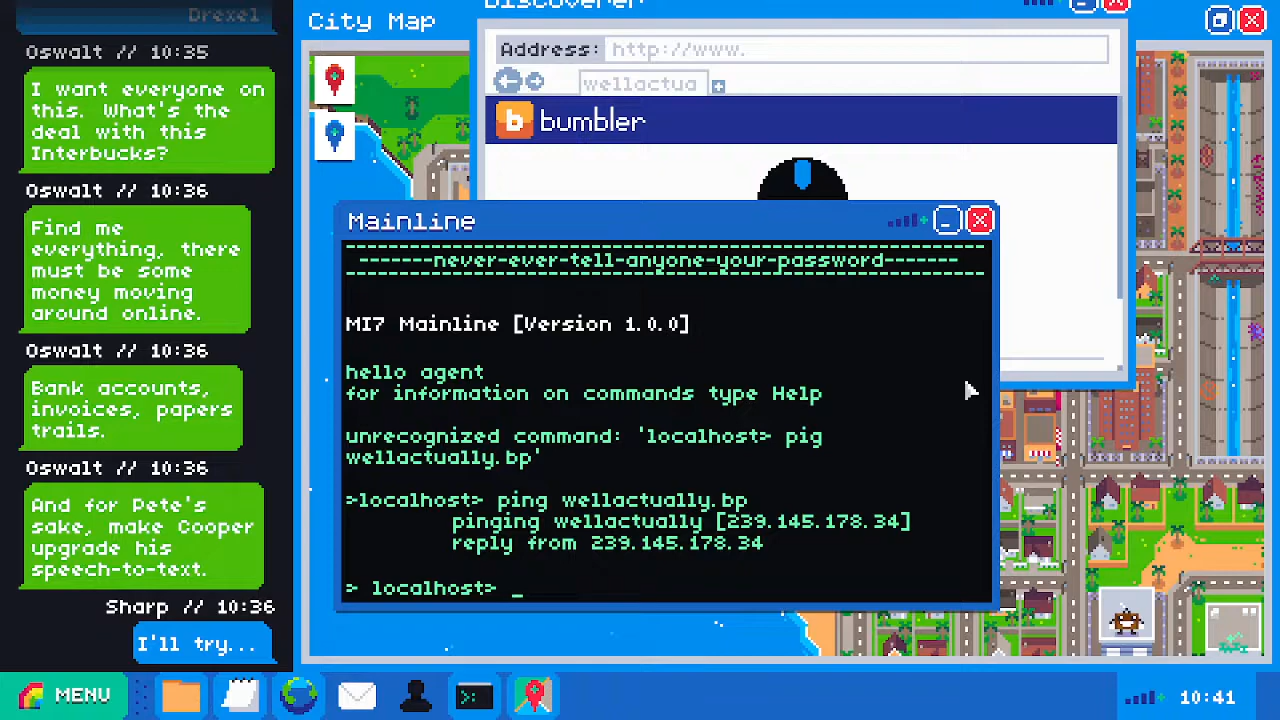 Drexel
Oswalt // 10:35
I want everyone on
this. What's the
deal with this
Interbucks?
Oswalt // 10:36
Find me
everything, there
must be some
money moving
around online.
Oswalt // 10:36
Bank accounts,
invoices, papers
trails.
Oswalt // 10:36
And for Pete's
sake, make Cooper
upgrade his
speech-to-text.
Sharp // 10:36
I'll try...
City Map
Discoverer
Address: http://www.
wellactua
b bumbler
Mainline
-------never-ever-tell-anyone-your-password-------
MI7 Mainline [Version 1.0.0]
hello agent
for information on commands type Help
unrecognized command: 'localhost> pig
wellactually.bp'
>localhost> ping wellactually.bp
pinging wellactually [239.145.178.34]
reply from 239.145.178.34
> localhost> _
MENU
10:41